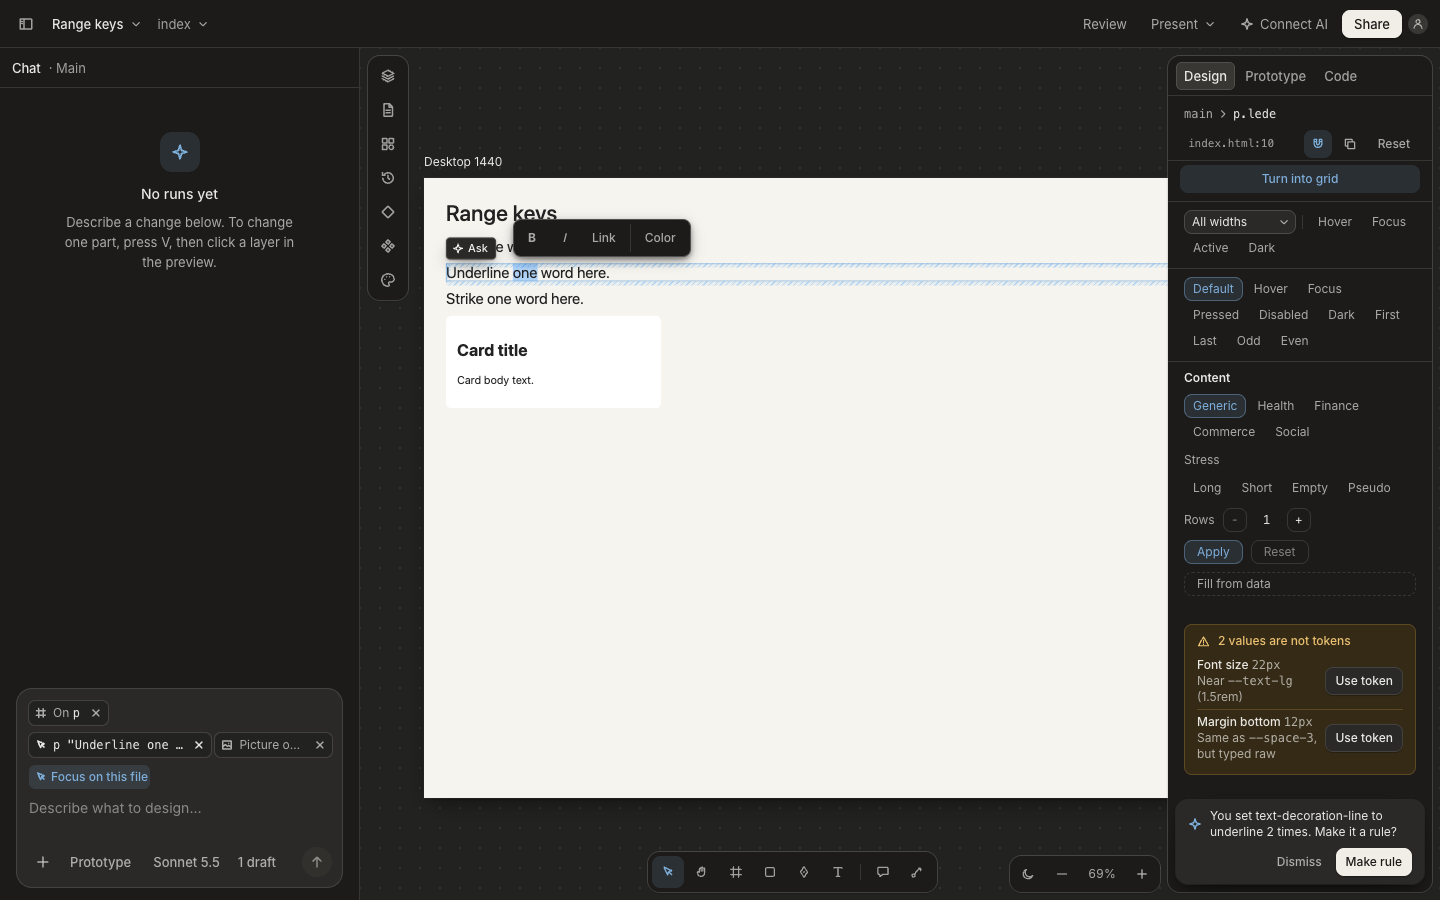 Range keys
index
Review
Present
Connect AI
Share
Chat · Main
No runs yet
Describe a change below. To change
one part, press V, then click a layer in
the preview.
On p
p "Underline one …
Picture o…
Focus on this file
Describe what to design…
Prototype
Sonnet 5.5
1 draft
Desktop 1440
Range keys
B
I
Link
Color
Ask
Underline one word here.
Strike one word here.
Card title
Card body text.
69%
Design
Prototype
Code
main > p.lede
index.html:10
Reset
Turn into grid
All widths
Hover
Focus
Active
Dark
Default
Hover
Focus
Pressed
Disabled
Dark
First
Last
Odd
Even
Content
Generic
Health
Finance
Commerce
Social
Stress
Long
Short
Empty
Pseudo
Rows
-
1
+
Apply
Reset
Fill from data
2 values are not tokens
Font size 22px
Near --text-lg
(1.5rem)
Use token
Margin bottom 12px
Same as --space-3,
but typed raw
Use token
You set text-decoration-line to
underline 2 times. Make it a rule?
Dismiss
Make rule